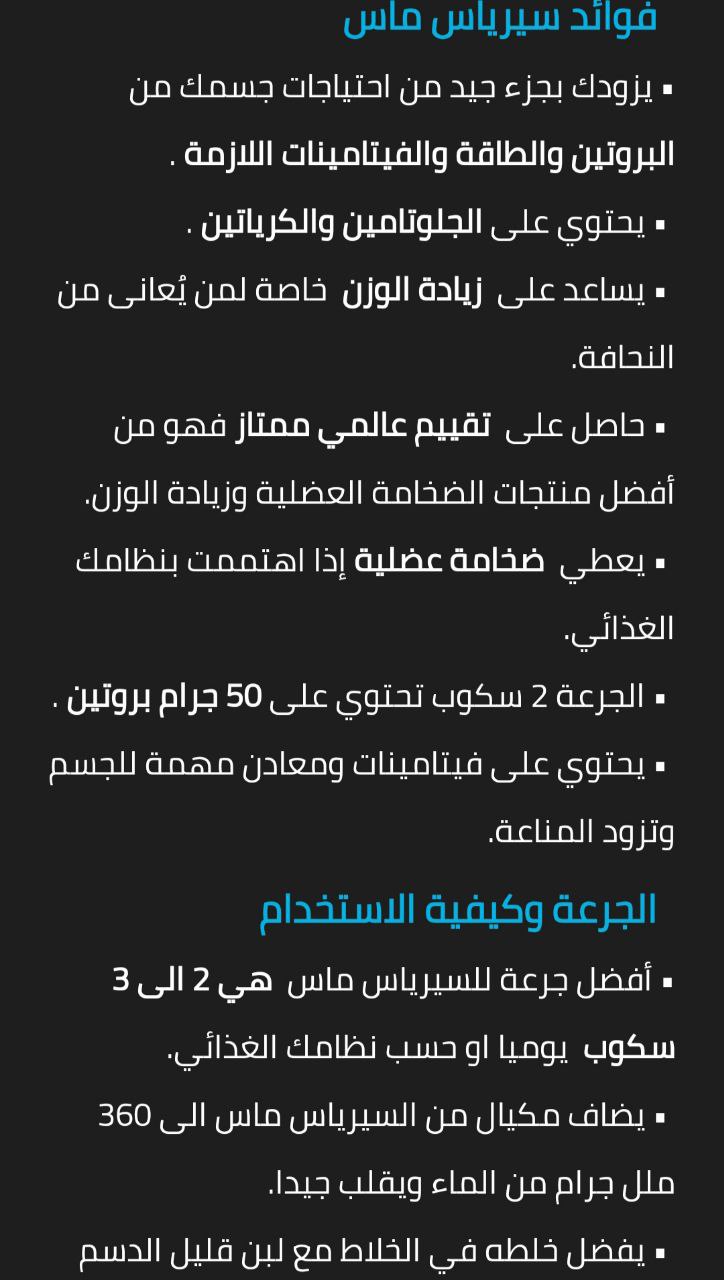 فوائد سيرياس ماس
▪ يزودك بجزء جيد من احتياجات جسمك من
البروتين والطاقة والفيتامينات اللازمة .
▪ يحتوي على الجلوتامين والكرياتين .
▪ يساعد على زيادة الوزن خاصة لمن يُعانى من
النحافة.
▪ حاصل على تقييم عالمي ممتاز فهو من
أفضل منتجات الضخامة العضلية وزيادة الوزن.
▪ يعطي ضخامة عضلية إذا اهتممت بنظامك
الغذائي.
▪ الجرعة 2 سكوب تحتوي على 50 جرام بروتين .
▪ يحتوي على فيتامينات ومعادن مهمة للجسم
وتزود المناعة.
الجرعة وكيفية الاستخدام
▪ أفضل جرعة للسيرياس ماس هي 2 الى 3
سكوب يوميا او حسب نظامك الغذائي.
▪ يضاف مكيال من السيرياس ماس الى 360
ملل جرام من الماء ويقلب جيدا.
▪ يفضل خلطه في الخلاط مع لبن قليل الدسم